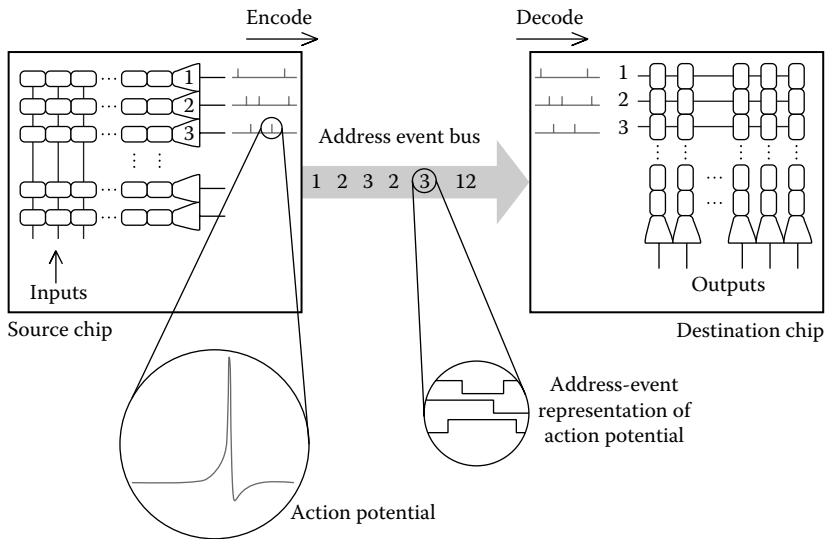 Encode
Decode
1
2
3
1
2
3
Address event bus
1 2 3 2 3 12
Inputs
Outputs
Source chip
Destination chip
Address-event
representation of
action potential
Action potential